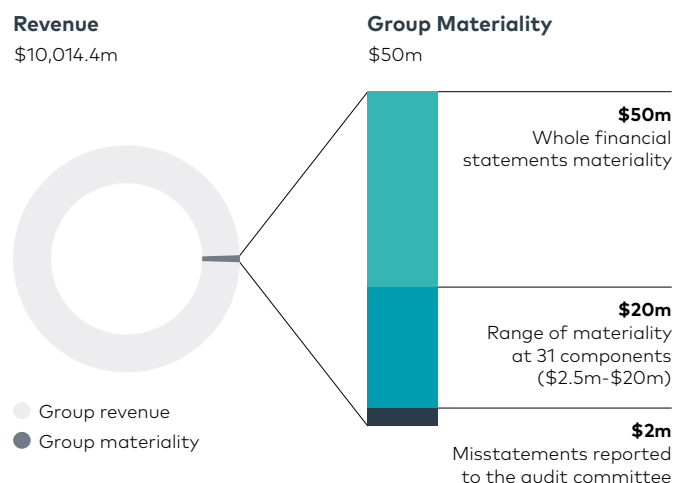 Revenue
$10,014.4m
Group Materiality
$50m
$50m
Whole financial
statements materiality
$20m
Range of materiality
at 31 components
($2.5m-$20m)
$2m
Misstatements reported
to the audit committee
Group revenue
Group materiality